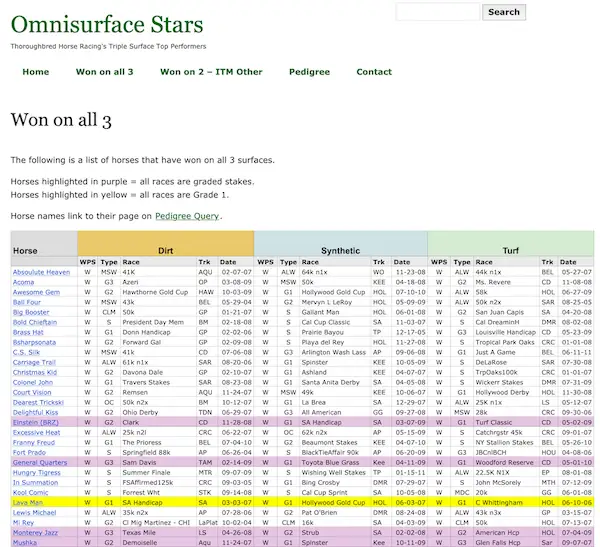 Omnisurface Stars
Search
Thoroughbred Horse Racing's Triple Surface Top Performers
Home Won on all 3 Won on 2 – ITM Other Pedigree Contact
Won on all 3
The following is a list of horses that have won on all 3 surfaces.
Horses highlighted in purple = all races are graded stakes.
Horses highlighted in yellow = all races are Grade 1.
Horse names link to their page on Pedigree Query.
Horse Dirt Synthetic Turf
WPS Type Race Trk Date WPS Type Race Trk Date WPS Type Race Trk Date
Absolute Heaven W MSW 41K AQU 02-07-07 W ALW 64k n1x WO 11-23-08 W ALW 44k n1x BEL 05-27-07
Acoma W G3 Azeri OP 03-08-09 W MSW 50k KEE 04-18-08 W G2 Ms. Revere CD 11-08-08
Awesome Gem W G2 Hawthorne Gold Cup HAW 10-03-09 W G1 Hollywood Gold Cup HOL 07-10-10 W ALW 58k HOL 06-27-09
Ball Four W MSW 43k BEL 05-29-04 W G2 Mervyn L LeRoy HOL 05-09-09 W ALW 50k n2x SAR 08-25-05
Big Booster W CLM 50k GP 01-21-07 W S Gallant Man HOL 06-01-08 W G2 San Juan Capis SA 04-20-08
Bold Chieftain W S President Day Mem BM 02-18-08 W S Cal Cup Classic SA 11-03-07 W S Cal DreaminH DMR 08-02-08
Brass Hat W G1 Donn Handicap GP 02-02-06 W S Prairie Bayou TP 12-17-05 W G3 Louisville Handicap CD 05-23-09
Bsharpsonata W G2 Forward Gal GP 02-09-08 W S Playa del Rey HOL 11-27-08 W S Tropical Park Oaks CRC 01-01-08
C.S. Silk W MSW 41k CD 07-06-08 W G3 Arlington Wash Lass AP 09-06-08 W G1 Just A Game BEL 06-11-11
Carriage Trail W ALW 61k n1x SAR 08-20-06 W G1 Spinster KEE 10-05-08 W S DeLaRose SAR 07-30-08
Christmas Kid W G2 Davona Dale GP 02-10-07 W G1 Ashland KEE 04-07-07 W S TrpOaks100k CRC 01-01-07
Colonel John W G1 Travers Stakes SAR 08-23-08 W G1 Santa Anita Derby SA 04-05-08 W S Wickerr Stakes DMR 07-31-09
Court Vision W G2 Remsen AQU 11-24-07 W MSW 49k KEE 10-06-07 W G1 Hollywood Derby HOL 11-30-08
Dearest Trickski W OC 50k n2x BM 10-12-07 W G1 La Brea SA 12-29-07 W ALW 25K n1x LS 05-12-07
Delightful Kiss W G2 Ohio Derby TDN 06-29-07 W G3 All American GG 09-27-08 W MSW 28k CRC 09-30-06
Einstein (BRZ) W G2 Clark CD 11-28-08 W G1 SA Handicap SA 03-07-09 W G1 Turf Classic CD 05-02-09
Excessive Heat W ALW 25k n2l CRC 06-22-07 W OC 62k n2x AP 05-15-09 W S Catchrgstr 45k CRC 09-01-07
Franny Freud W G1 The Prioress BEL 07-04-10 W G2 Beaumont Stakes KEE 04-07-10 W S NY Stallion Stakes BEL 05-26-10
Fort Prado W S Springfield 88k AP 06-26-04 W S BlackTieAffair 90k AP 06-20-09 W G3 JBCnIBCH HOU 04-08-06
General Quarters W G3 Sam Davis TAM 02-14-09 W G1 Toyota Blue Grass KEE 04-11-09 W G1 Woodford Reserve CD 05-01-10
Hungry Tigress W S Summer Finale MTR 09-07-09 W S Wishing Well Stakes TP 01-15-11 W ALW 22.5K N1X FL 08-02-08
In Summation W S FSAffirmed125k CRC 09-03-05 W G1 Bing Crosby DMR 07-29-07 W S John McSorely MTH 07-12-09
Kool Comic W S Forrest Wht STK 09-14-08 W S Cal Cup Sprint SA 10-05-08 W MDC 20k GG 06-01-08
Lava Man W G1 SA Handicap SA 03-03-07 W G1 Hollywood Gold Cup HOL 06-03-07 W G1 C Whittingham HOL 06-10-06
Lewis Michael W ALW 35k n2x AP 07-28-06 W G2 Pat O'Brien DMR 08-24-08 W ALW 43k n3x GP 03-15-07
Mi Rey W G2 Cl Mig Martinez - CHI LaPlat 10-02-04 W CLM 16k SA 04-03-09 W ALW 50k HOL 07-13-07
Monterey Jazz W G3 Texas Mile LS 04-26-08 W G2 Strub SA 02-02-08 W G2 American Hcp HOL 07-04-09
Mushka W G2 Demoiselle Aqu 11-24-07 W G1 Spinster Kee 10-11-09 W G3 Glens Falls Hcp Sar 09-07-09